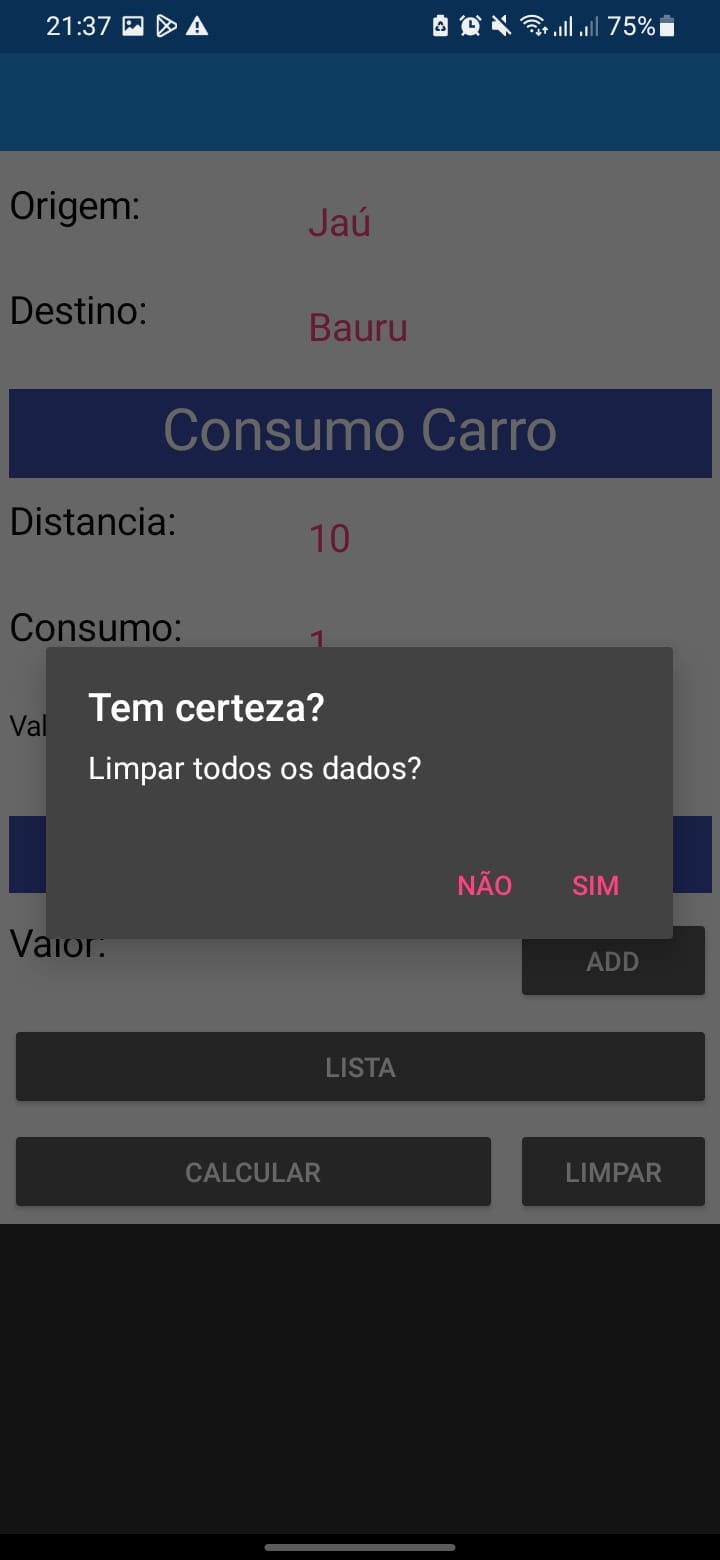 21:37 75%
Origem: Jaú
Destino: Bauru
Consumo Carro
Distancia: 10
Consumo: 1
Val
Tem certeza?
Limpar todos os dados?
NÃO SIM
Valor:
ADD
LISTA
CALCULAR LIMPAR